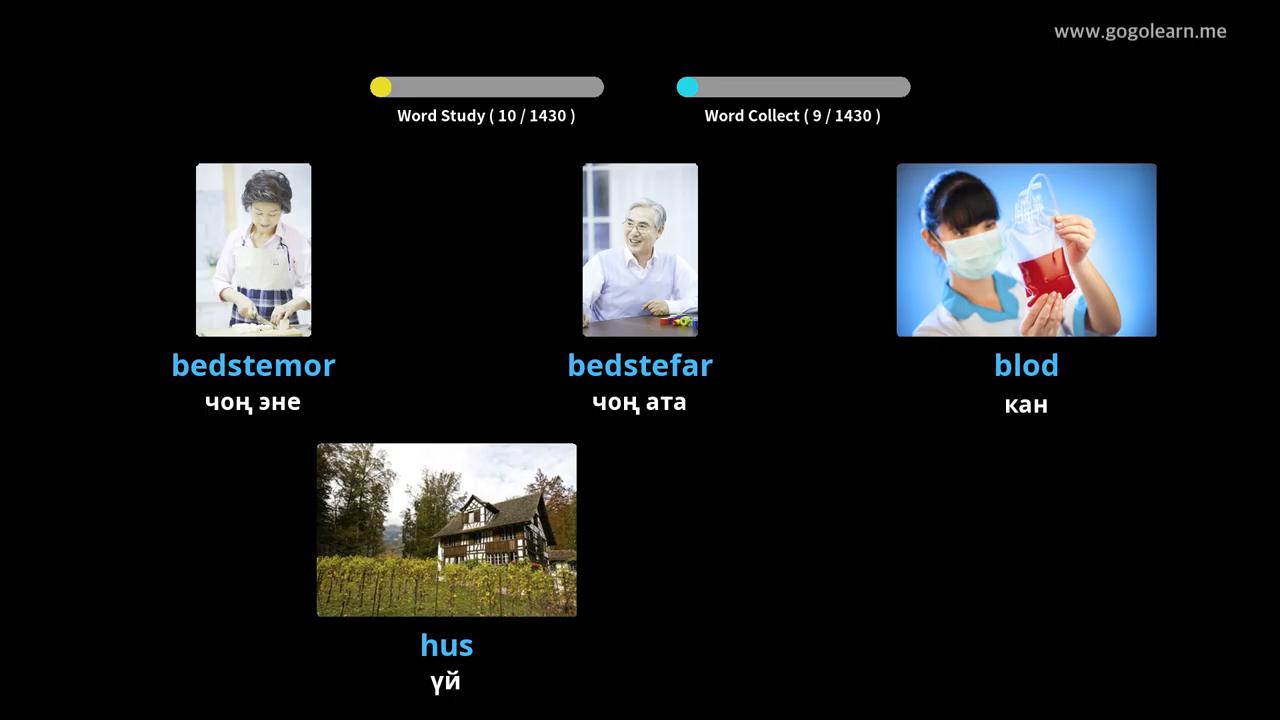 www.gogolearn.me
Word Study ( 10 / 1430 )
Word Collect ( 9 / 1430 )
bedstemor
чоң эне
bedstefar
чоң ата
blod
кан
hus
үй